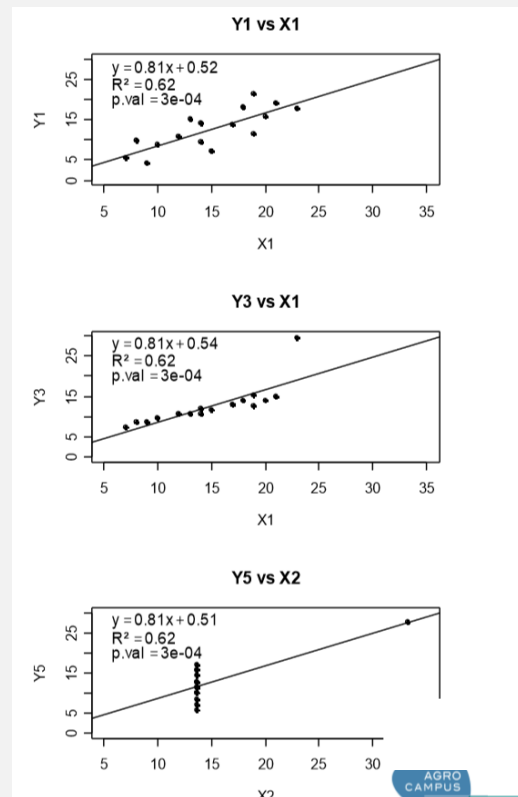 Y1 vs X1
y = 0.81x + 0.52
R² = 0.62
p.val = 3e-04
Y1
25
15
5
0
5 10 15 20 25 30 35
X1
Y3 vs X1
y = 0.81x + 0.54
R² = 0.62
p.val = 3e-04
Y3
25
15
5
0
5 10 15 20 25 30 35
X1
Y5 vs X2
y = 0.81x + 0.51
R² = 0.62
p.val = 3e-04
Y5
25
15
5
0
5 10 15 20 25 30
X2
AGRO
CAMPUS